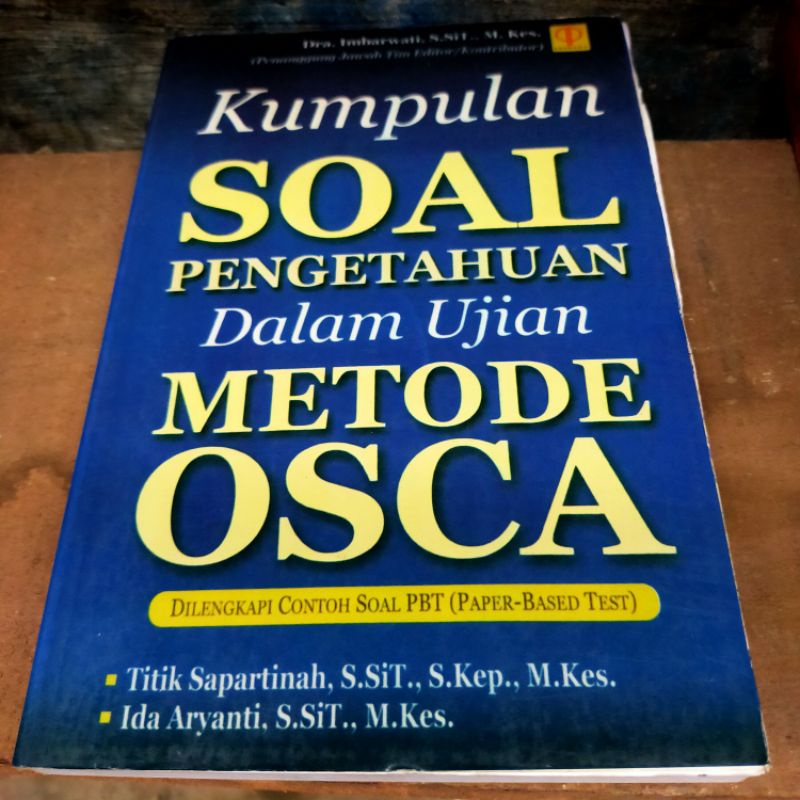 Dra. Imbarwati, S.SiT., M. Kes.
(Penanggung Jawab Tim Editor/Kontributor)
Kumpulan
SOAL
PENGETAHUAN
Dalam Ujian
METODE
OSCA
DILENGKAPI CONTOH SOAL PBT (PAPER-BASED TEST)
Titik Sapartinah, S.SiT., S.Kep., M.Kes.
Ida Aryanti, S.SiT., M.Kes.